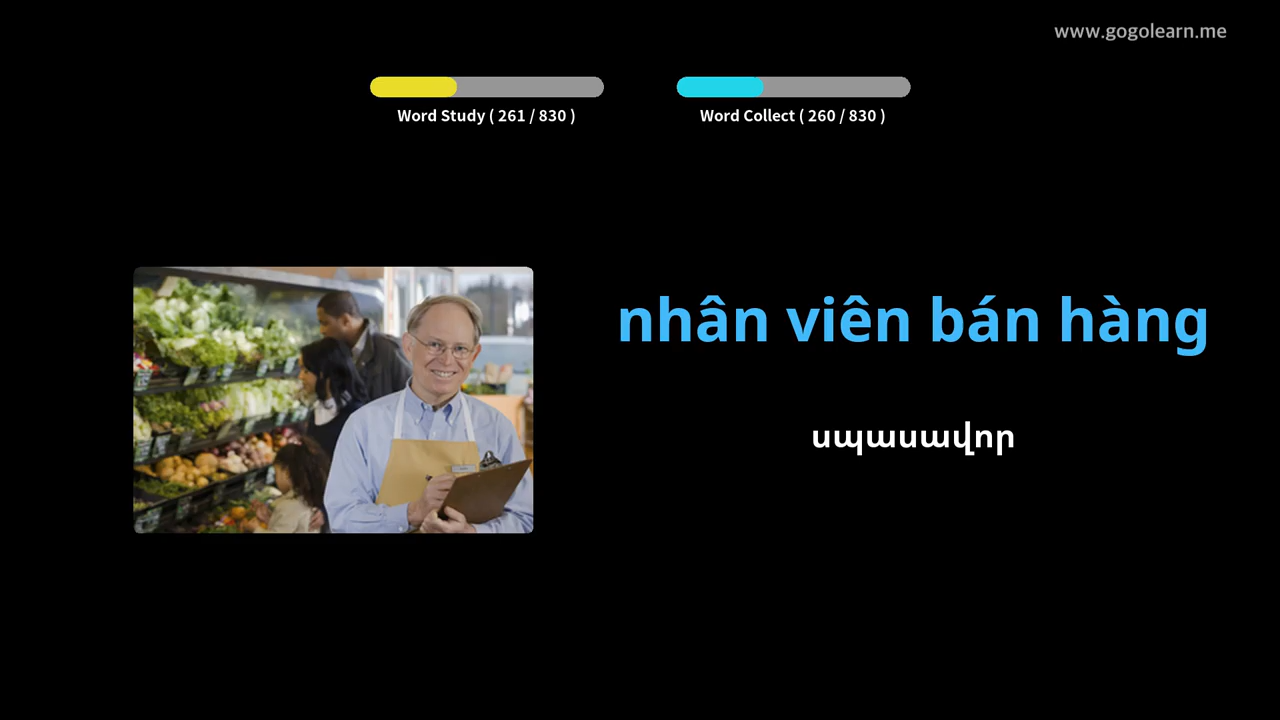 www.gogolearn.me
Word Study ( 261 / 830 )
Word Collect ( 260 / 830 )
nhân viên bán hàng
սպասավոր